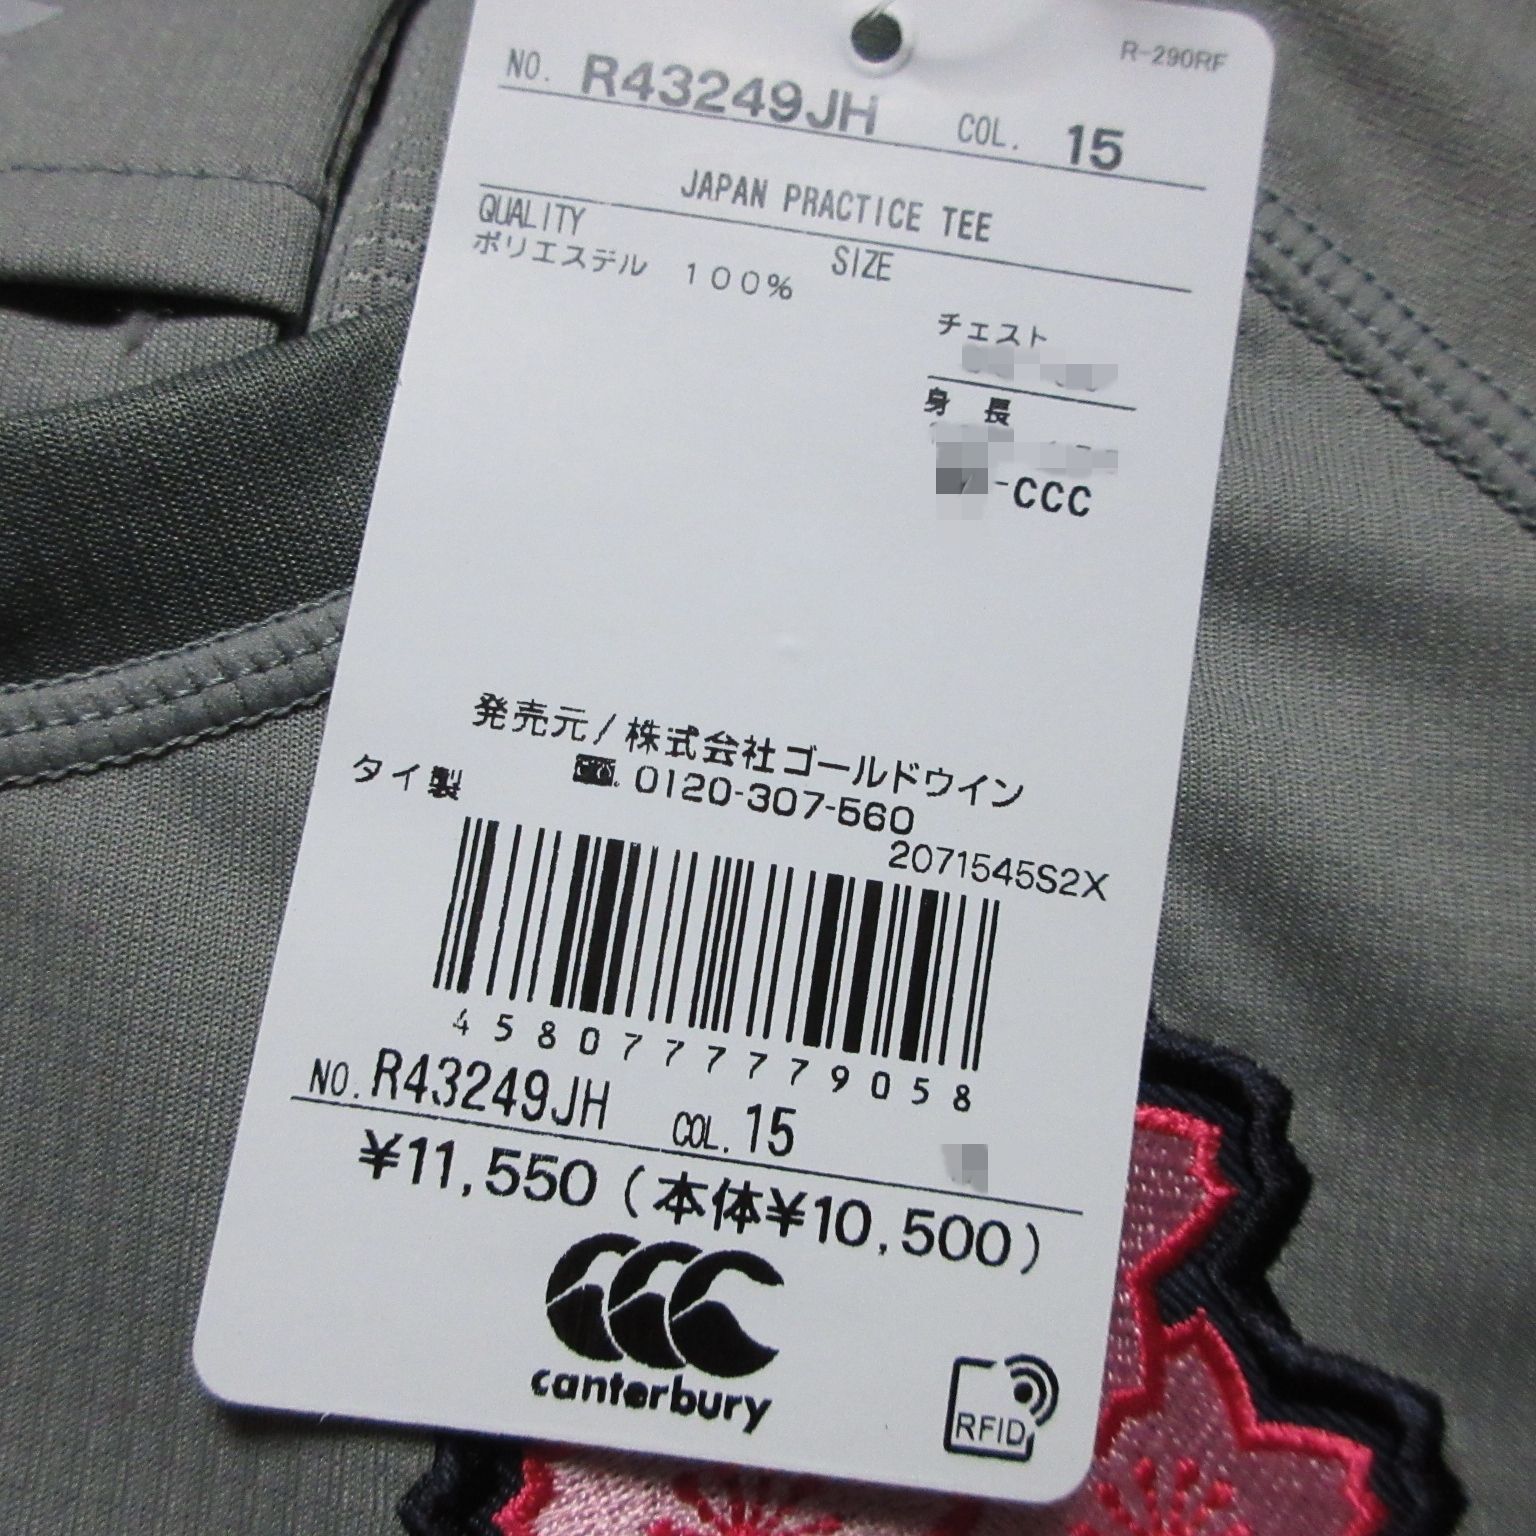 R-290RF
NO. R43249JH COL. 15
JAPAN PRACTICE TEE
QUALITY SIZE
ポリエステル 100%
チェスト
身 長
-CCC
発売元/株式会社ゴールドウイン
タイ製 ☎. 0120-307-560
2071545S2X
4580777779058
NO. R43249JH COL. 15
¥11,550 (本体¥10,500)
canterbury
RFID